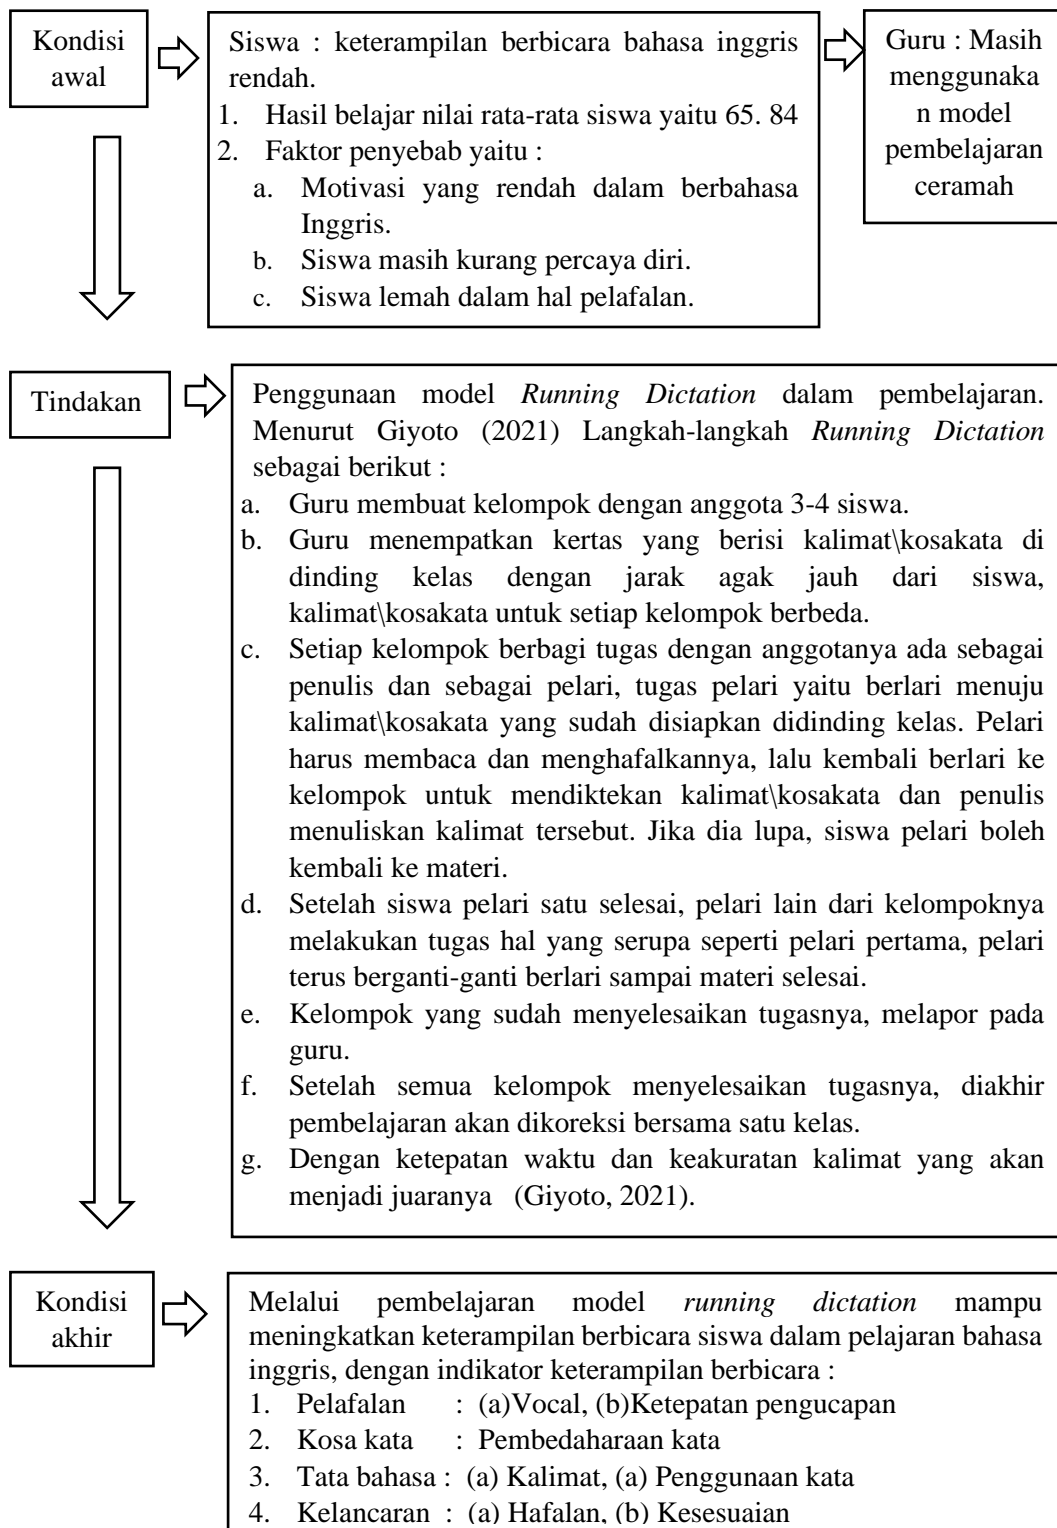 Kondisi
awal
Siswa : keterampilan berbicara bahasa inggris
rendah.
1. Hasil belajar nilai rata-rata siswa yaitu 65. 84
2. Faktor penyebab yaitu :
a. Motivasi yang rendah dalam berbahasa
Inggris.
b. Siswa masih kurang percaya diri.
c. Siswa lemah dalam hal pelafalan.
Guru : Masih
menggunaka
n model
pembelajaran
ceramah
Tindakan
Penggunaan model Running Dictation dalam pembelajaran.
Menurut Giyoto (2021) Langkah-langkah Running Dictation
sebagai berikut :
a. Guru membuat kelompok dengan anggota 3-4 siswa.
b. Guru menempatkan kertas yang berisi kalimat\kosakata di
dinding kelas dengan jarak agak jauh dari siswa,
kalimat\kosakata untuk setiap kelompok berbeda.
c. Setiap kelompok berbagi tugas dengan anggotanya ada sebagai
penulis dan sebagai pelari, tugas pelari yaitu berlari menuju
kalimat\kosakata yang sudah disiapkan didinding kelas. Pelari
harus membaca dan menghafalkannya, lalu kembali berlari ke
kelompok untuk mendiktekan kalimat\kosakata dan penulis
menuliskan kalimat tersebut. Jika dia lupa, siswa pelari boleh
kembali ke materi.
d. Setelah siswa pelari satu selesai, pelari lain dari kelompoknya
melakukan tugas hal yang serupa seperti pelari pertama, pelari
terus berganti-ganti berlari sampai materi selesai.
e. Kelompok yang sudah menyelesaikan tugasnya, melapor pada
guru.
f. Setelah semua kelompok menyelesaikan tugasnya, diakhir
pembelajaran akan dikoreksi bersama satu kelas.
g. Dengan ketepatan waktu dan keakuratan kalimat yang akan
menjadi juaranya (Giyoto, 2021).
Kondisi
akhir
Melalui pembelajaran model running dictation mampu
meningkatkan keterampilan berbicara siswa dalam pelajaran bahasa
inggris, dengan indikator keterampilan berbicara :
1. Pelafalan : (a)Vocal, (b)Ketepatan pengucapan
2. Kosa kata : Pembedaharaan kata
3. Tata bahasa : (a) Kalimat, (a) Penggunaan kata
4. Kelancaran : (a) Hafalan, (b) Kesesuaian